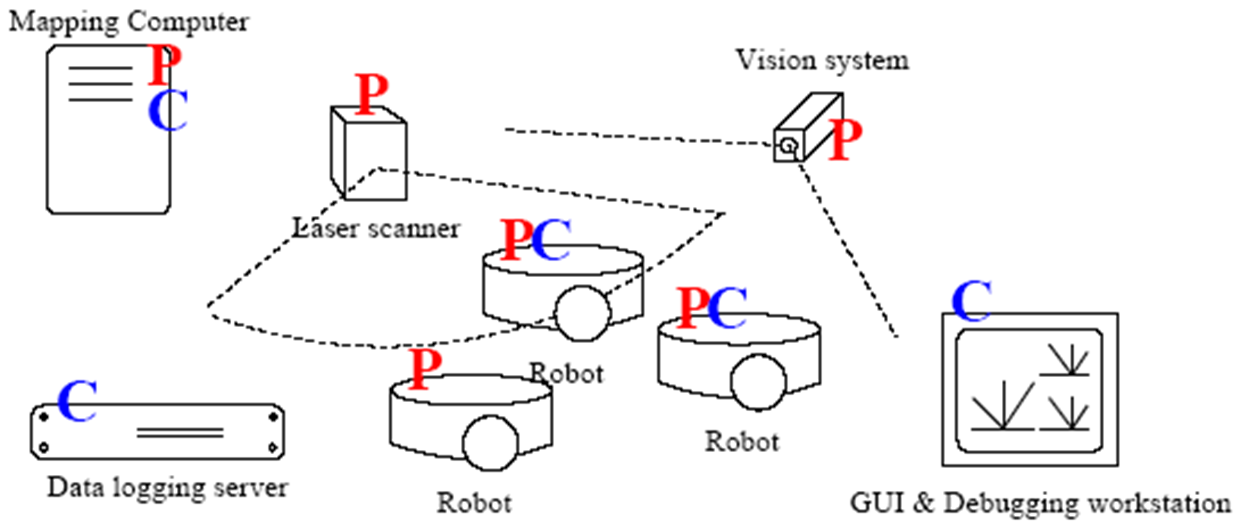 Mapping Computer
P
C
P
Laser scanner
Vision system
P
PC
Robot
PC
Robot
P
Robot
C
Data logging server
C
GUI & Debugging workstation